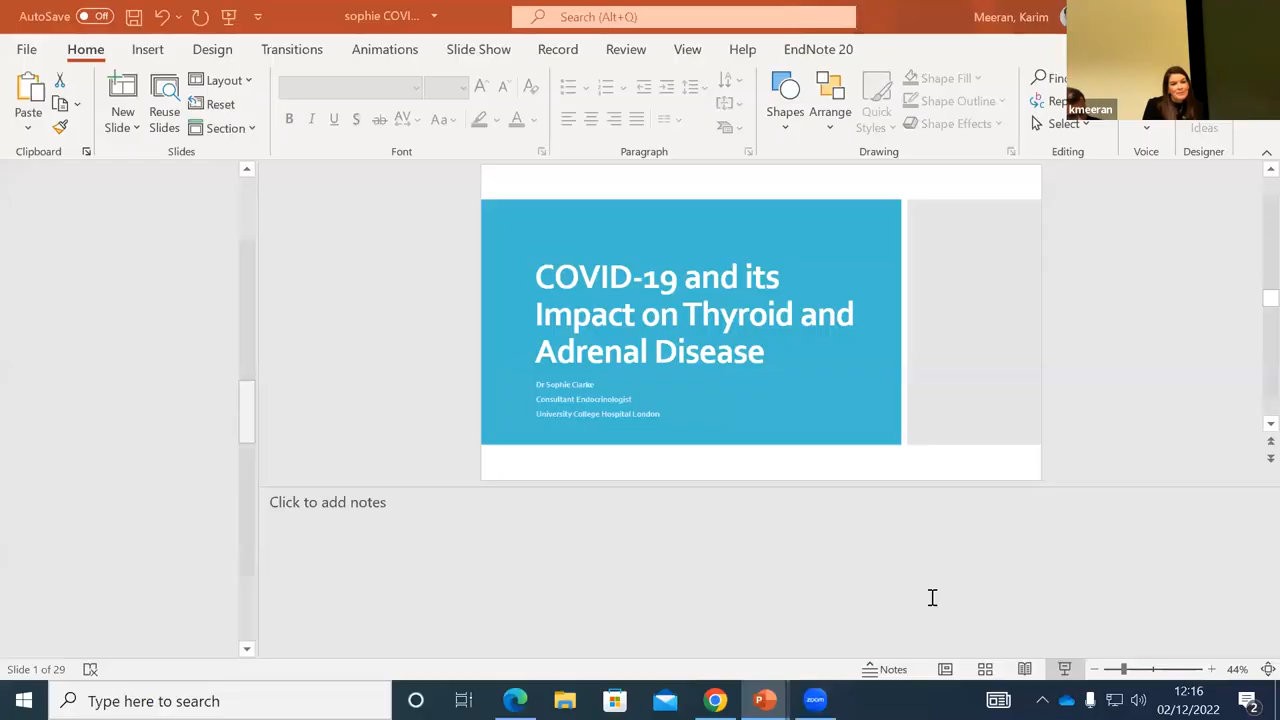 AutoSave Off
sophie COVI...
Search (Alt+Q)
Meeran, Karim
File Home Insert Design Transitions Animations Slide Show Record Review View Help EndNote 20
Paste
New Slides
Reuse Slides
Layout
Reset
Section
B I U S
AV Aa A
Shapes Arrange
Quick Styles
Shape Fill
Shape Outline
Shape Effects
Select
Ideas
kmeeran
Clipboard Slides Font Paragraph Drawing Editing Voice Designer
COVID-19 and its
Impact on Thyroid and
Adrenal Disease
Dr Sophie Clarke
Consultant Endocrinologist
University College Hospital London
Click to add notes
Slide 1 of 29
Notes
44%
Type here to search
12:16
02/12/2022
2